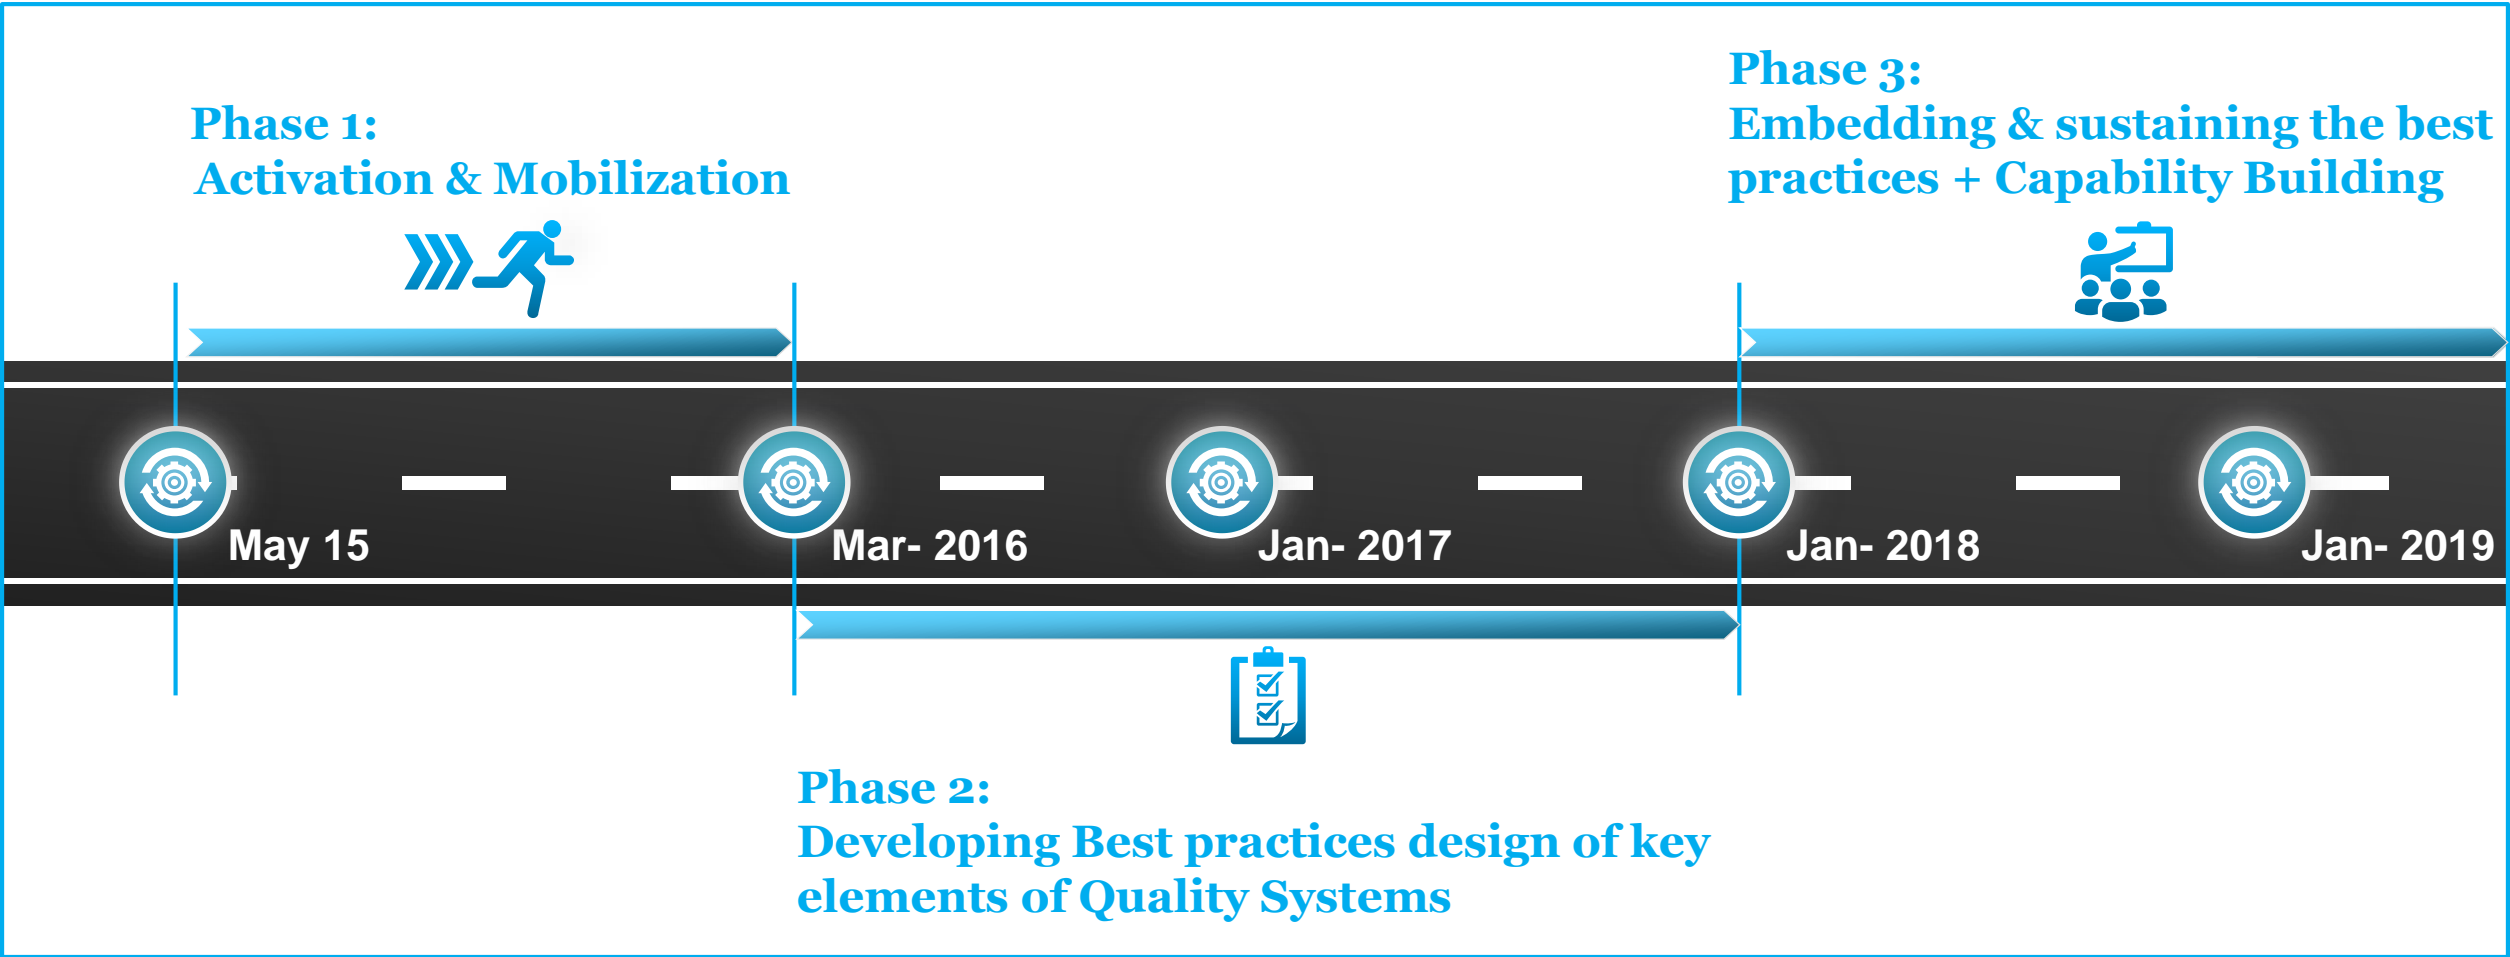 Phase 1:
Activation & Mobilization
Phase 3:
Embedding & sustaining the best
practices + Capability Building
May 15
Mar- 2016
Jan- 2017
Jan- 2018
Jan- 2019
Phase 2:
Developing Best practices design of key
elements of Quality Systems